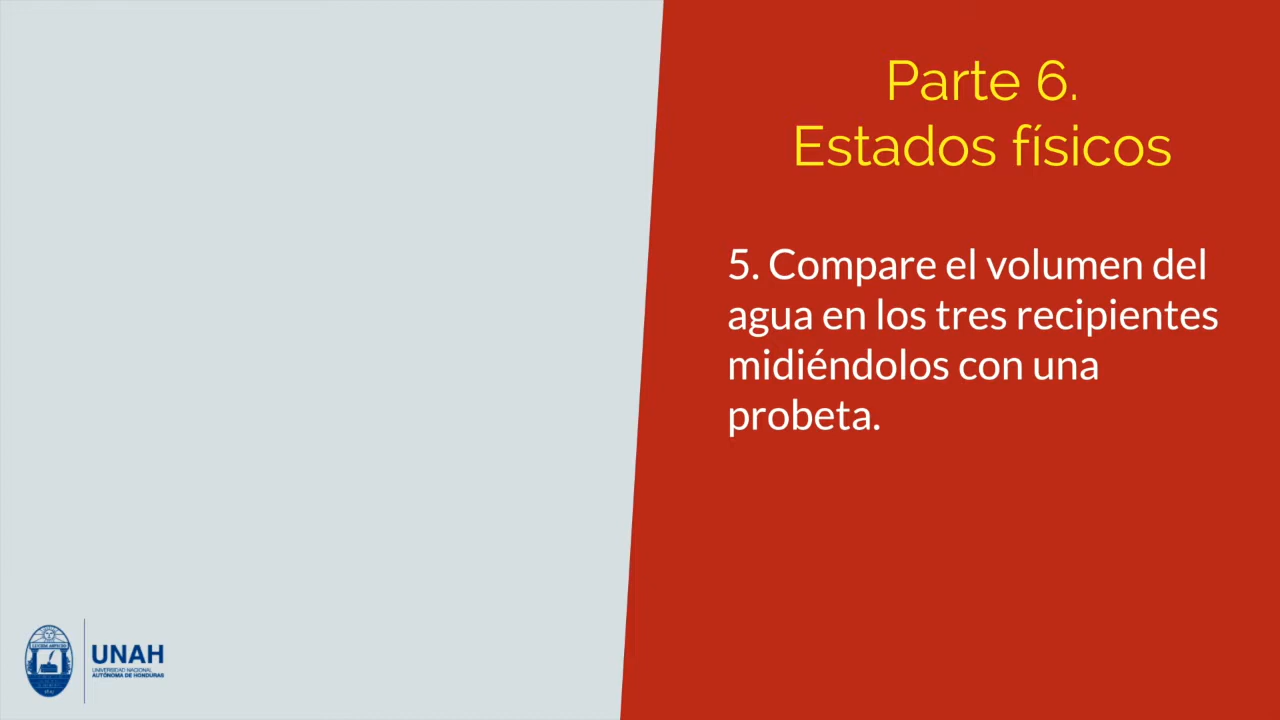 Parte 6.
Estados físicos
5. Compare el volumen del
agua en los tres recipientes
midiéndolos con una
probeta.
UNAH
UNIVERSIDAD NACIONAL
AUTÓNOMA DE HONDURAS